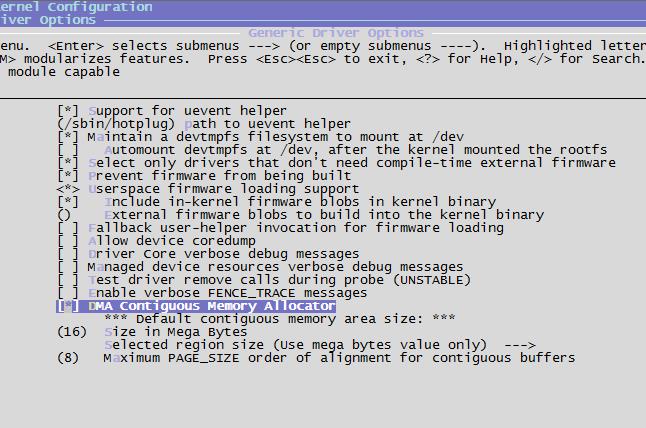 ernel Configuration
iver Options
Generic Driver Options
enu. <Enter> selects submenus ---> (or empty submenus ----). Highlighted letter
M> modularizes features. Press <Esc><Esc> to exit, <?> for Help, </> for Search.
module capable
[*] Support for uevent helper
(/sbin/hotplug) path to uevent helper
[*] Maintain a devtmpfs filesystem to mount at /dev
[ ] Automount devtmpfs at /dev, after the kernel mounted the rootfs
[*] Select only drivers that don't need compile-time external firmware
[*] Prevent firmware from being built
<*> Userspace firmware loading support
[*] Include in-kernel firmware blobs in kernel binary
() External firmware blobs to build into the kernel binary
[ ] Fallback user-helper invocation for firmware loading
[ ] Allow device coredump
[ ] Driver Core verbose debug messages
[ ] Managed device resources verbose debug messages
[ ] Test driver remove calls during probe (UNSTABLE)
[ ] Enable verbose FENCE_TRACE messages
[*] DMA Contiguous Memory Allocator
*** Default contiguous memory area size: ***
(16) Size in Mega Bytes
Selected region size (Use mega bytes value only) --->
(8) Maximum PAGE_SIZE order of alignment for contiguous buffers